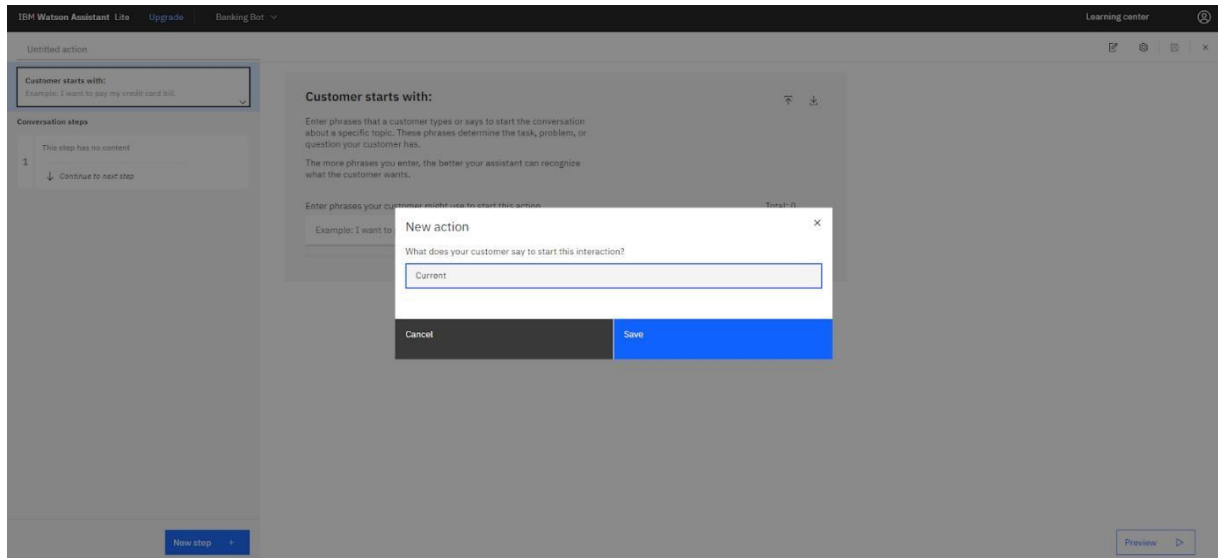 IBM Watson Assistant Lite Upgrade Banking Bot Learning center
Untitled action
Customer starts with:
Example: I want to pay my credit card bill.
Conversation steps
1
This step has no content
Continue to next step
New step +
Customer starts with:
Enter phrases that a customer types or says to start the conversation
about a specific topic. These phrases determine the task, problem, or
question your customer has.
The more phrases you enter, the better your assistant can recognize
what the customer wants.
Enter phrases your customer might use to start this action Total: 0
Example: I want to
New action
What does your customer say to start this interaction?
Current
Cancel
Save
Preview